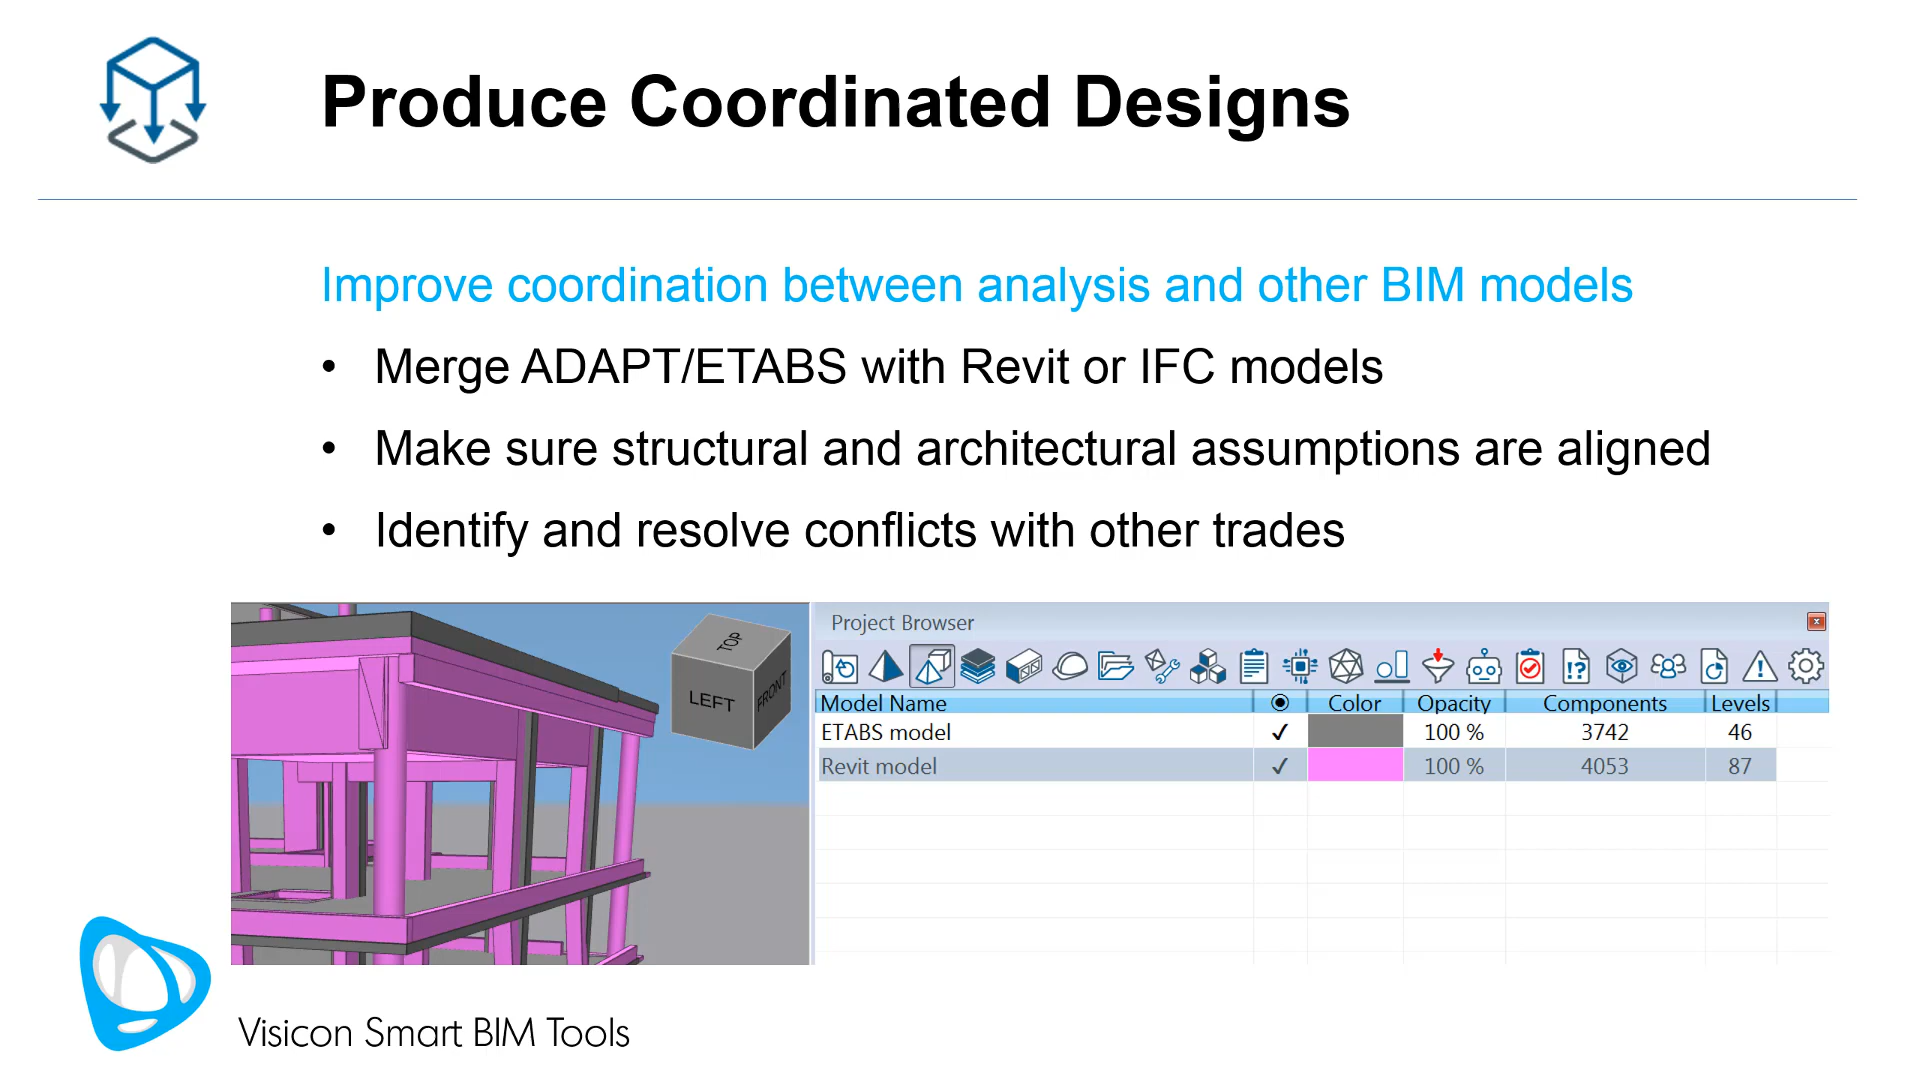 Produce Coordinated Designs
Improve coordination between analysis and other BIM models
• Merge ADAPT/ETABS with Revit or IFC models
• Make sure structural and architectural assumptions are aligned
• Identify and resolve conflicts with other trades
TOP
LEFT
FRONT
Project Browser
Model Name Color Opacity Components Levels
ETABS model ✓ 100 % 3742 46
Revit model ✓ 100 % 4053 87
Visicon Smart BIM Tools